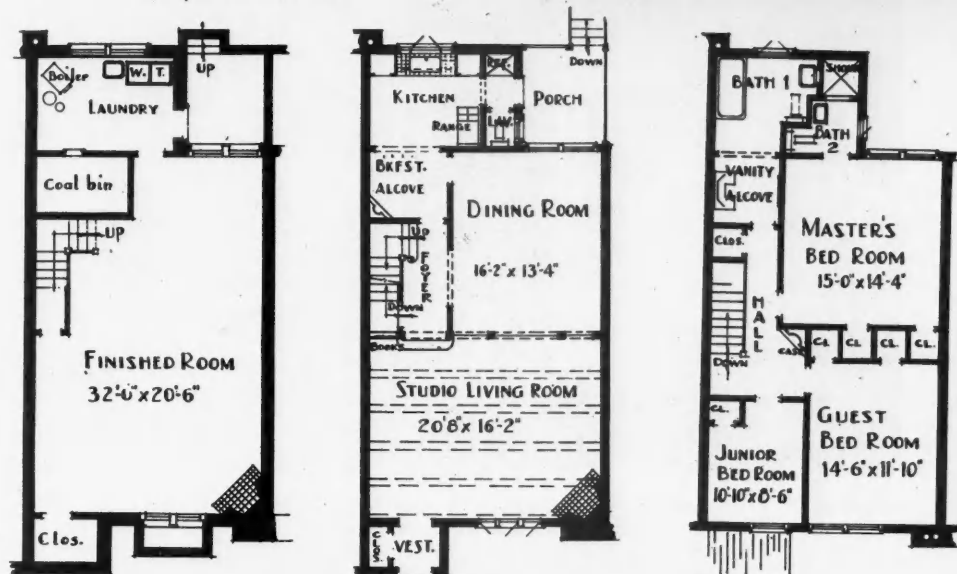 Boiler
W.
T.
UP
LAUNDRY
Coal bin
UP
FINISHED ROOM
32'-0"x20'-6"
Clos.
KITCHEN
REF.
DOWN
PORCH
RANGE
LAV.
BKFST.
ALCOVE
DINING ROOM
16'-2"x 13'-4"
UP
FOYER
DOWN
BOOKS
STUDIO LIVING ROOM
20'8"x 16'-2"
CLOS.
VEST.
BATH 1
SHOWR
BATH
2
VANITY
ALCOVE
CLOS.
MASTER'S
BED ROOM
15'-0"x14'-4"
HALL
DOWN
CASE
CL
CL
CL.
CL.
CL.
JUNIOR
BED ROOM
10'-10"x8'-6"
GUEST
BED ROOM
14'-6"x11'-10"